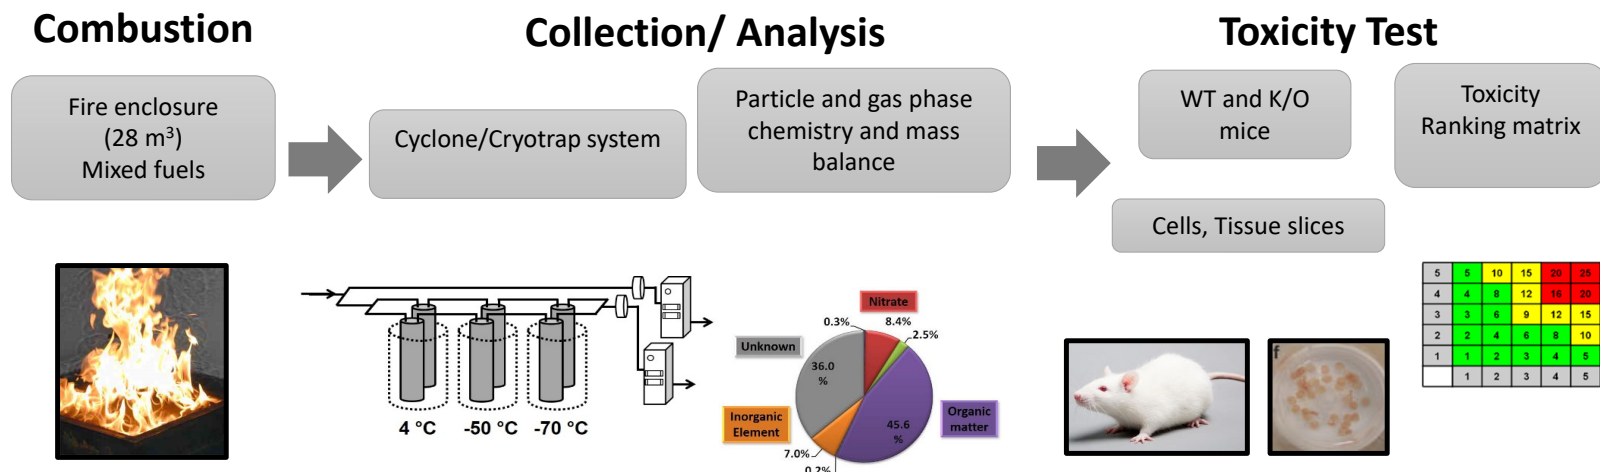 Combustion
Collection/ Analysis
Toxicity Test
Fire enclosure
(28 m³)
Mixed fuels
Cyclone/Cryotrap system
Particle and gas phase
chemistry and mass
balance
WT and K/O
mice
Toxicity
Ranking matrix
Cells, Tissue slices
4 °C -50 °C -70 °C
Nitrate
0.3% 8.4%
2.5%
Unknown
36.0
%
Inorganic
Element
Organic
matter
45.6
%
7.0%
0.2%
f
5 5 10 15 20 25
4 4 8 12 16 20
3 3 6 9 12 15
2 2 4 6 8 10
1 1 2 3 4 5
1 2 3 4 5